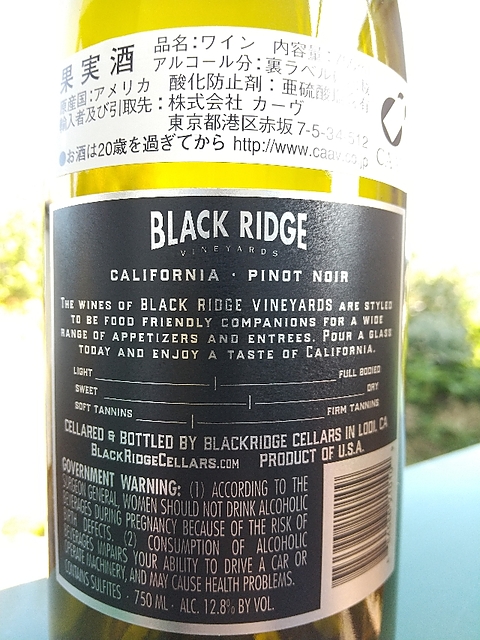 果実酒
品名:ワイン 内容量:
アルコール分:裏ラベル
原産国:アメリカ 酸化防止剤:亜硫酸
輸入者及び引取先:株式会社 カーヴ
東京都港区赤坂7-5-34
お酒は20歳を過ぎてから http://www.caav.co.jp
BLACK RIDGE
VINEYARDS
CALIFORNIA · PINOT NOIR
THE WINES OF BLACK RIDGE VINEYARDS ARE STYLED
TO BE FOOD FRIENDLY COMPANIONS FOR A WIDE
RANGE OF APPETIZERS AND ENTREES. POUR A GLASS
TODAY AND ENJOY A TASTE OF CALIFORNIA.
LIGHT FULL BODIED
SWEET DRY
SOFT TANNINS FIRM TANNINS
CELLARED & BOTTLED BY BLACKRIDGE CELLARS IN LODI, CA
BLACKRIDGECELLARS.COM PRODUCT OF U.S.A.
GOVERNMENT WARNING: (1) ACCORDING TO THE
SURGEON GENERAL, WOMEN SHOULD NOT DRINK ALCOHOLIC
BEVERAGES DURING PREGNANCY BECAUSE OF THE RISK OF
BIRTH DEFECTS. (2) CONSUMPTION OF ALCOHOLIC
BEVERAGES IMPAIRS YOUR ABILITY TO DRIVE A CAR OR
OPERATE MACHINERY, AND MAY CAUSE HEALTH PROBLEMS.
CONTAINS SULFITES · 750 ML · ALC. 12.8% BY VOL.